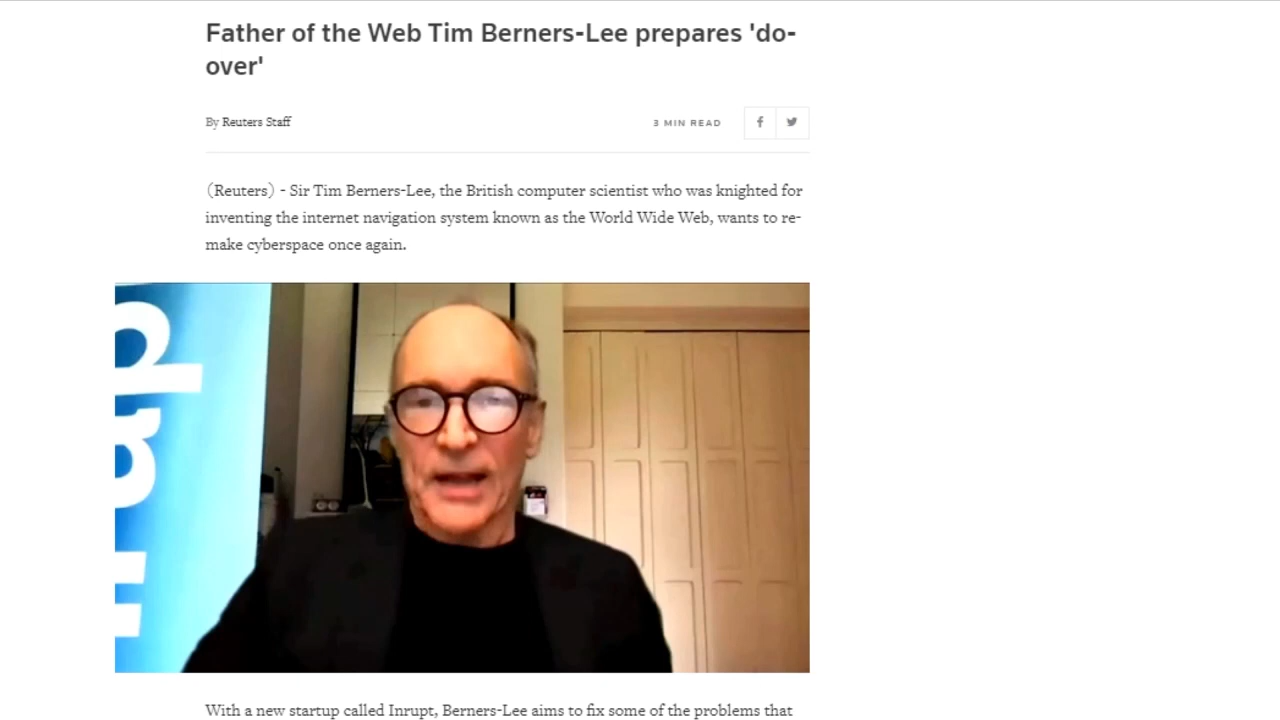 Father of the Web Tim Berners-Lee prepares 'do-
over'
By Reuters Staff
3 MIN READ
(Reuters) - Sir Tim Berners-Lee, the British computer scientist who was knighted for
inventing the internet navigation system known as the World Wide Web, wants to re-
make cyberspace once again.
rup
With a new startup called Inrupt, Berners-Lee aims to fix some of the problems that